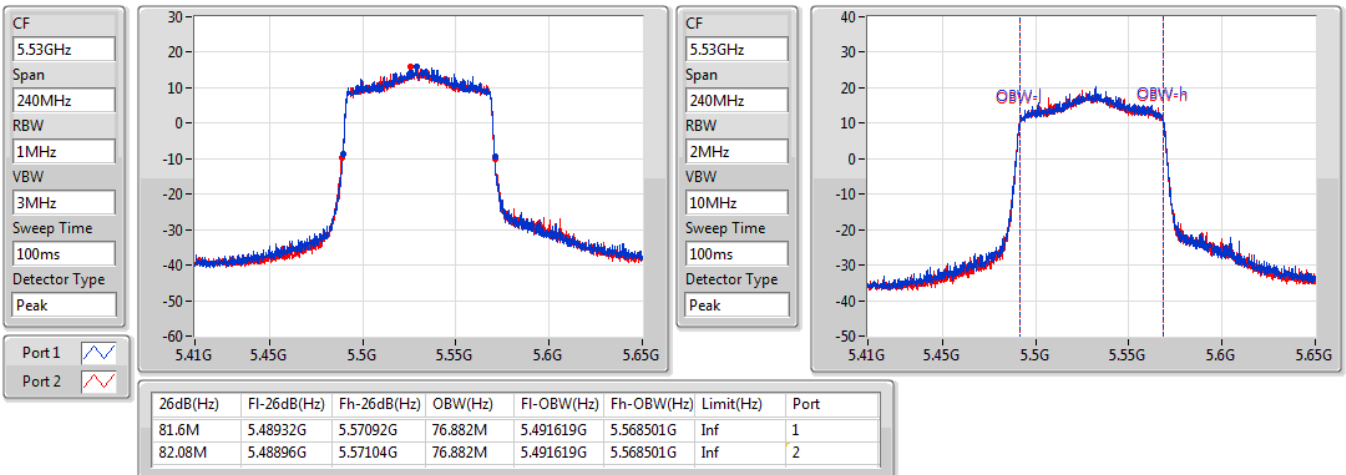 CF
5.53GHz
Span
240MHz
RBW
1MHz
VBW
3MHz
Sweep Time
100ms
Detector Type
Peak
Port 1
Port 2
30
20
10
0
-10
-20
-30
-40
-50
-60
5.41G 5.45G 5.5G 5.55G 5.6G 5.65G
CF
5.53GHz
Span
240MHz
RBW
2MHz
VBW
10MHz
Sweep Time
100ms
Detector Type
Peak
40
30
20
10
0
-10
-20
-30
-40
-50
OBW-l OBW-h
5.41G 5.45G 5.5G 5.55G 5.6G 5.65G
26dB(Hz) Fl-26dB(Hz) Fh-26dB(Hz) OBW(Hz) Fl-OBW(Hz) Fh-OBW(Hz) Limit(Hz) Port
81.6M 5.48932G 5.57092G 76.882M 5.491619G 5.568501G Inf 1
82.08M 5.48896G 5.57104G 76.882M 5.491619G 5.568501G Inf 2